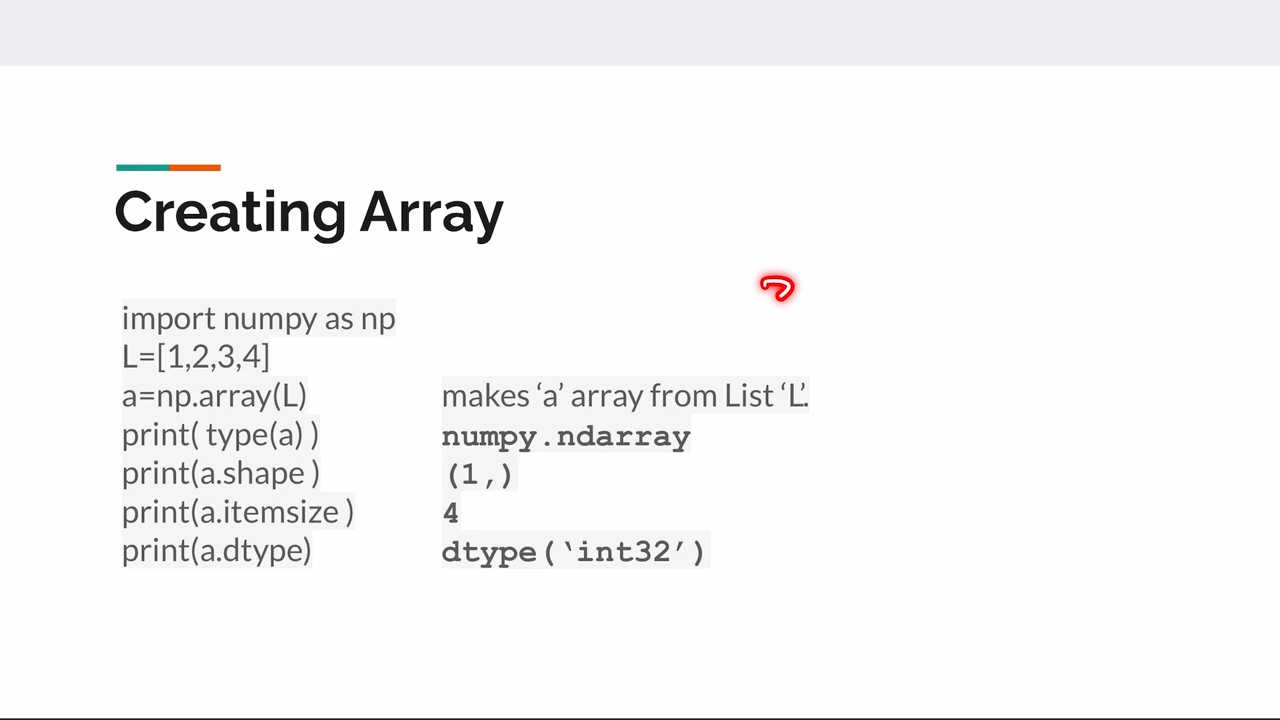 Creating Array
import numpy as np
L=[1,2,3,4]
a=np.array(L) makes ‘a’ array from List ‘L’.
print( type(a) ) numpy.ndarray
print(a.shape ) (1,)
print(a.itemsize ) 4
print(a.dtype) dtype(‘int32’)